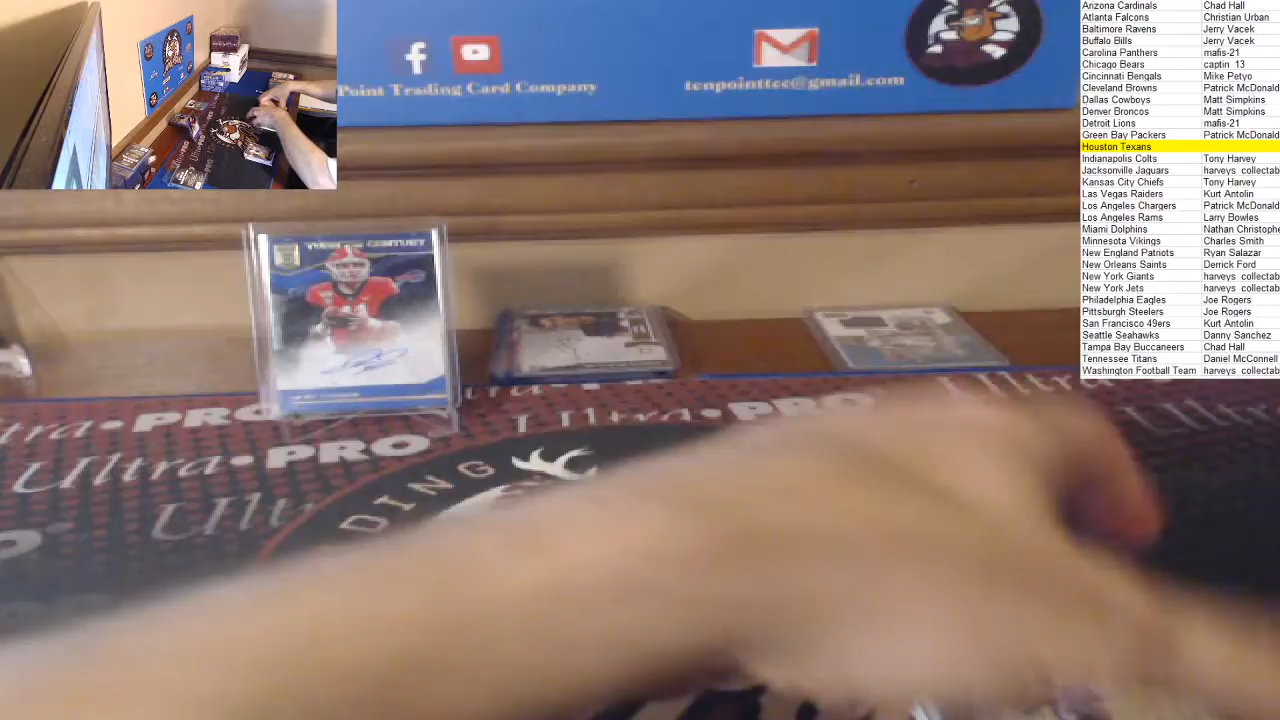 Point Trading Card Company
tenpointtcc@gmail.com
Arizona Cardinals Chad Hall
Atlanta Falcons Christian Urban
Baltimore Ravens Jerry Vacek
Buffalo Bills Jerry Vacek
Carolina Panthers mafis-21
Chicago Bears captin 13
Cincinnati Bengals Mike Petyo
Cleveland Browns Patrick McDonald
Dallas Cowboys Matt Simpkins
Denver Broncos Matt Simpkins
Detroit Lions mafis-21
Green Bay Packers Patrick McDonald
Houston Texans
Indianapolis Colts Tony Harvey
Jacksonville Jaguars harveys collectab
Kansas City Chiefs Tony Harvey
Las Vegas Raiders Kurt Antolin
Los Angeles Chargers Patrick McDonald
Los Angeles Rams Larry Bowles
Miami Dolphins Nathan Christophe
Minnesota Vikings Charles Smith
New England Patriots Ryan Salazar
New Orleans Saints Derrick Ford
New York Giants harveys collectab
New York Jets harveys collectab
Philadelphia Eagles Joe Rogers
Pittsburgh Steelers Joe Rogers
San Francisco 49ers Kurt Antolin
Seattle Seahawks Danny Sanchez
Tampa Bay Buccaneers Chad Hall
Tennessee Titans Daniel McConnell
Washington Football Team harveys collectab
tra•PRO
Ultra•PRO
Ultra•PRO
DING